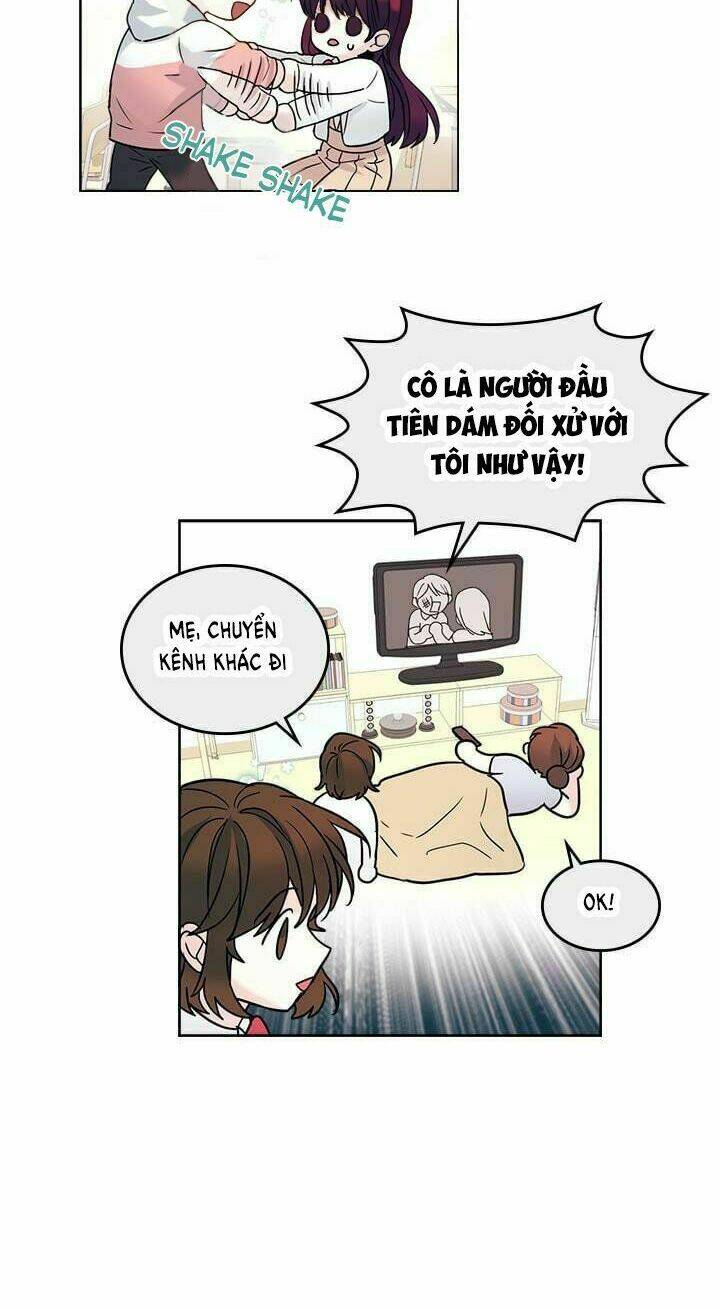 SHAKE SHAKE
CÔ LÀ NGƯỜI ĐẦU
TIÊN DÁM ĐỐI XỬ VỚI
TÔI NHƯ VẬY!
MẸ, CHUYỂN
KÊNH KHÁC ĐI
OK!